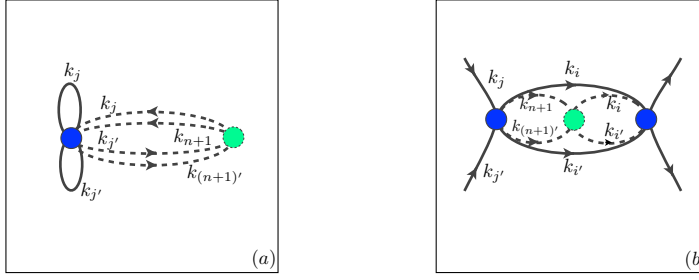 k_j
k_j
k_{j'}
k_{n+1}
k_{(n+1)'}
k_{j'}
(a)
k_j
k_i
k_{n+1}
k_i
k_{(n+1)'}
k_{i'}
k_{j'}
k_{i'}
(b